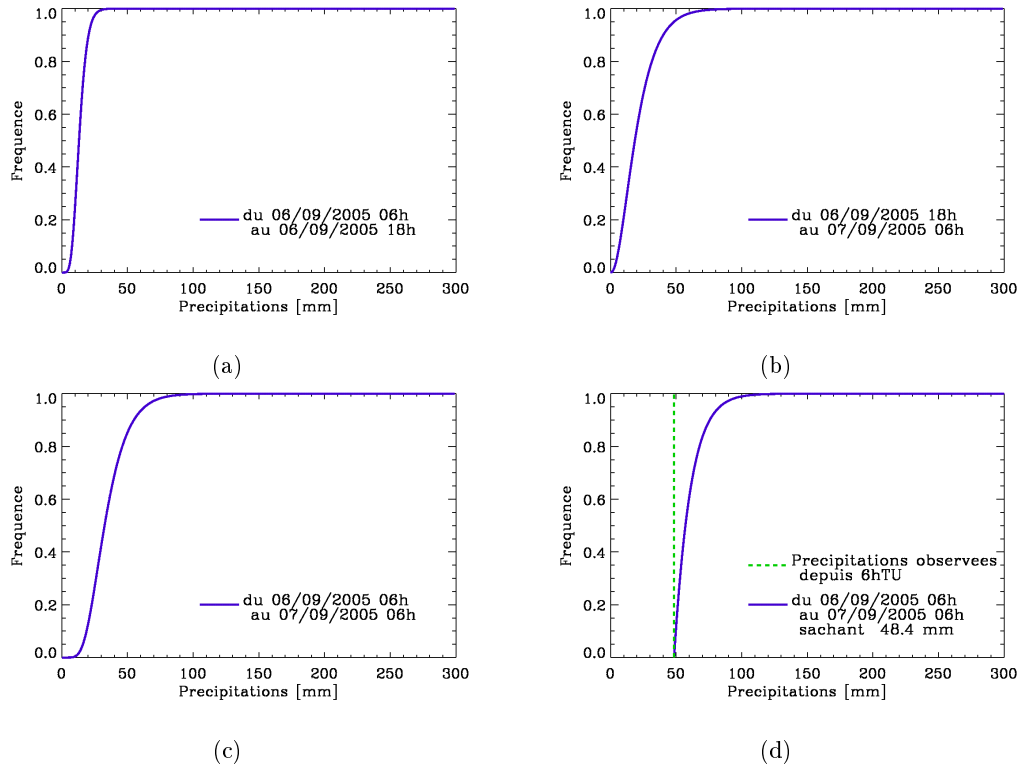 1.0
0.8
0.6
0.4
0.2
0.0
Frequence
du 06/09/2005 06h
au 06/09/2005 18h
0 50 100 150 200 250 300
Precipitations [mm]
(a)
1.0
0.8
0.6
0.4
0.2
0.0
Frequence
du 06/09/2005 18h
au 07/09/2005 06h
0 50 100 150 200 250 300
Precipitations [mm]
(b)
1.0
0.8
0.6
0.4
0.2
0.0
Frequence
du 06/09/2005 06h
au 07/09/2005 06h
0 50 100 150 200 250 300
Precipitations [mm]
(c)
1.0
0.8
0.6
0.4
0.2
0.0
Frequence
Precipitations observees
depuis 6hTU
du 06/09/2005 06h
au 07/09/2005 06h
sachant 48.4 mm
0 50 100 150 200 250 300
Precipitations [mm]
(d)